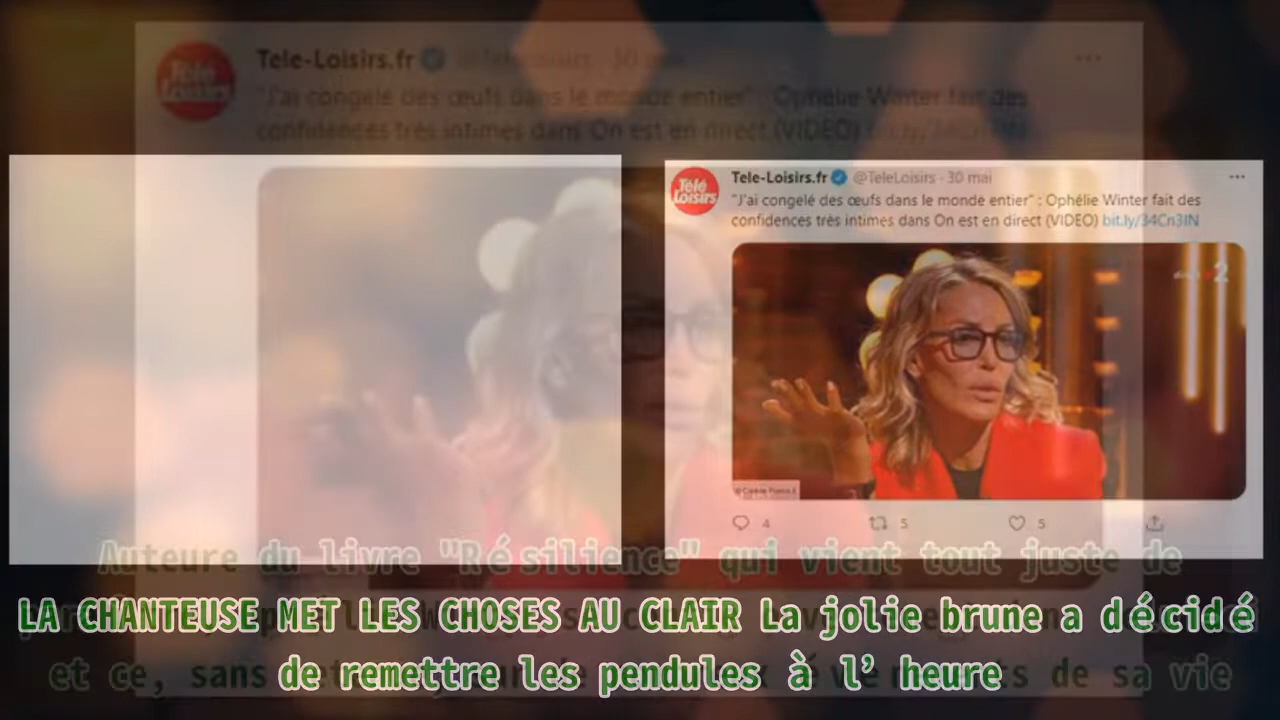 Tele-Loisirs.fr
"J'ai congelé des œufs dans le monde entier" : Ophélie Winter fait des
confidences très intimes dans On est en direct (VIDEO)
Télé
Loisirs
Tele-Loisirs.fr @TeleLoisirs · 30 mai
"J'ai congelé des œufs dans le monde entier" : Ophélie Winter fait des
confidences très intimes dans On est en direct (VIDEO) bit.ly/34Cn3IN
2
4 5 5
Auteure du livre "Résilience" qui vient tout juste de
LA CHANTEUSE MET LES CHOSES AU CLAIR La jolie brune a décidé
et ce, sans
de sa vie
de remettre les pendules à l’ heure